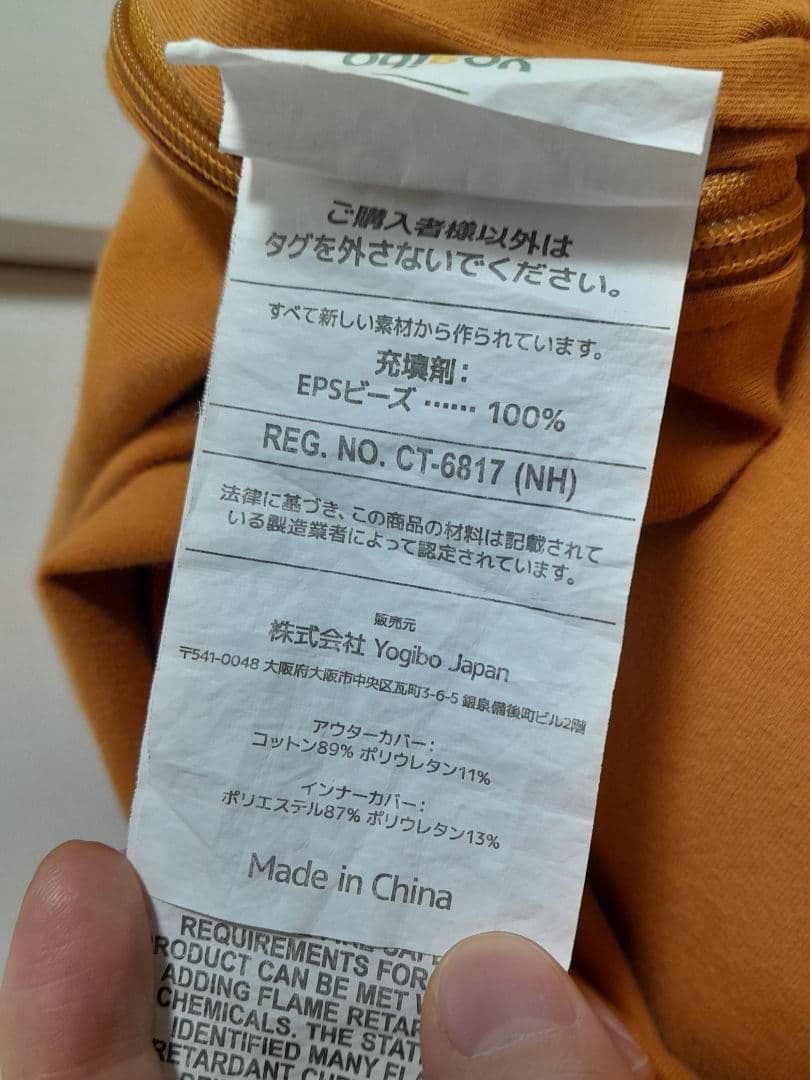 yogibo
ご購入者様以外は
タグを外さないでください。
すべて新しい素材から作られています。
充填剤：
EPSビーズ …… 100%
REG. NO. CT-6817 (NH)
法律に基づき、この商品の材料は記載されて
いる製造業者によって認定されています。
販売元
株式会社 Yogibo Japan
〒541-0048 大阪府大阪市中央区瓦町3-6-5 銀泉備後町ビル2階
アウターカバー：
コットン89% ポリウレタン11%
インナーカバー：
ポリエステル87% ポリウレタン13%
Made in China
REQUIREMENTS FOR
PRODUCT CAN BE MET
ADDING FLAME
CHEMICALS. THE
IDENTIFIED MANY
RETARDANT